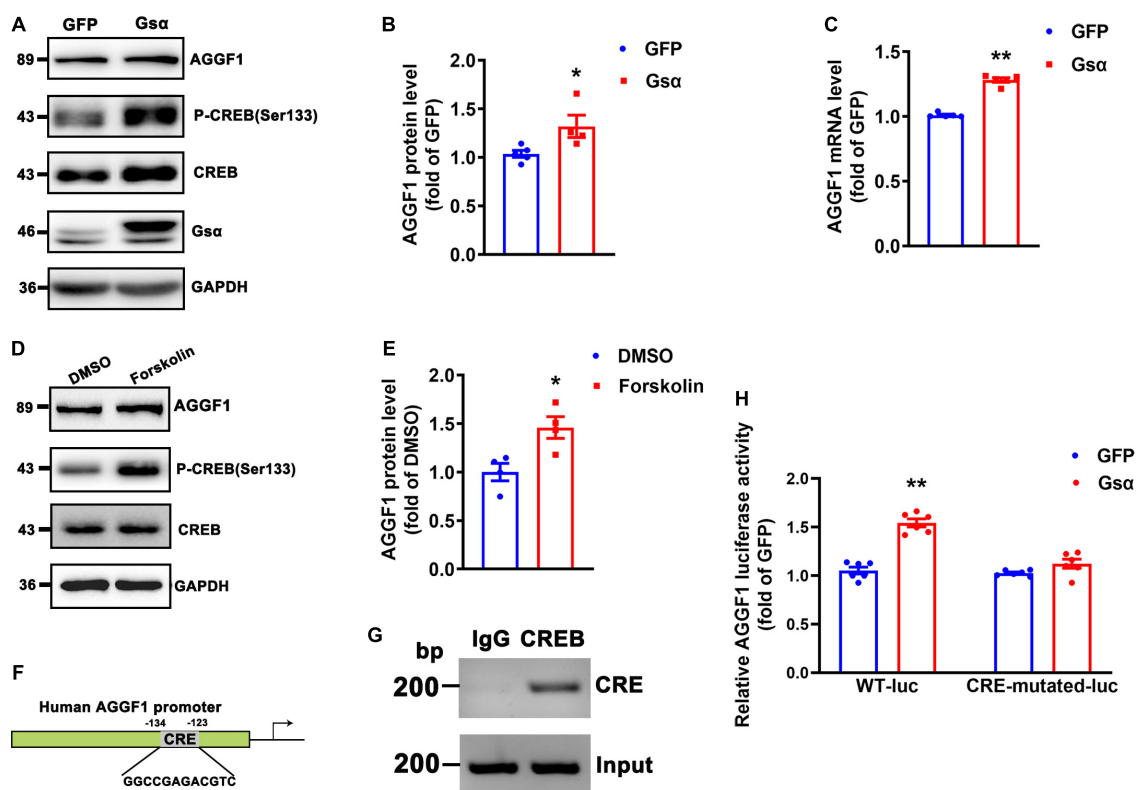 A
GFP Gsα
89 AGGF1
43 P-CREB(Ser133)
43 CREB
46 Gsα
36 GAPDH
B
GFP
Gsα
AGGF1 protein level
(fold of GFP)
2.0
1.5
1.0
0.5
0.0
*
C
GFP
Gsα
AGGF1 mRNA level
(fold of GFP)
1.5
1.0
0.5
0.0
**
D
DMSO Forskolin
89 AGGF1
43 P-CREB(Ser133)
43 CREB
36 GAPDH
E
DMSO
Forskolin
AGGF1 protein level
(fold of DMSO)
2.0
1.5
1.0
0.5
0.0
*
F
Human AGGF1 promoter
-134 -123
CRE
GGCCGAGACGTC
G
bp IgG CREB
200 CRE
200 Input
H
GFP
Gsα
Relative AGGF1 luciferase activity
(fold of GFP)
2.0
1.5
1.0
0.5
0.0
**
WT-luc CRE-mutated-luc